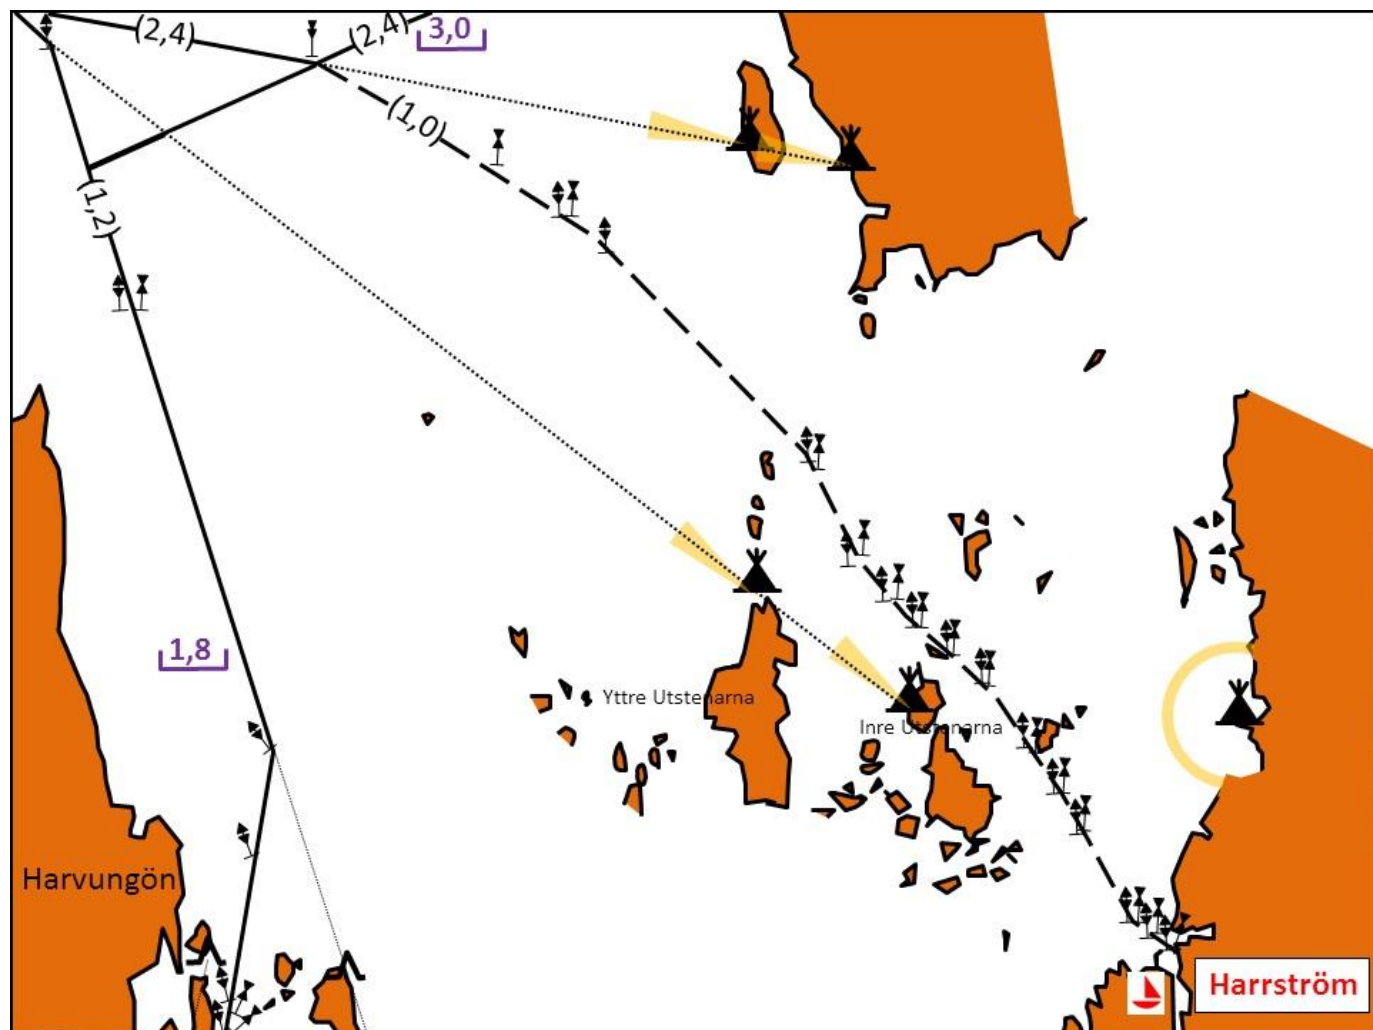 (2,4)
(2,4)
3,0
(1,0)
(1,2)
1,8
Yttre Utstenarna
Inre Utstenarna
Harvungön
Harrström